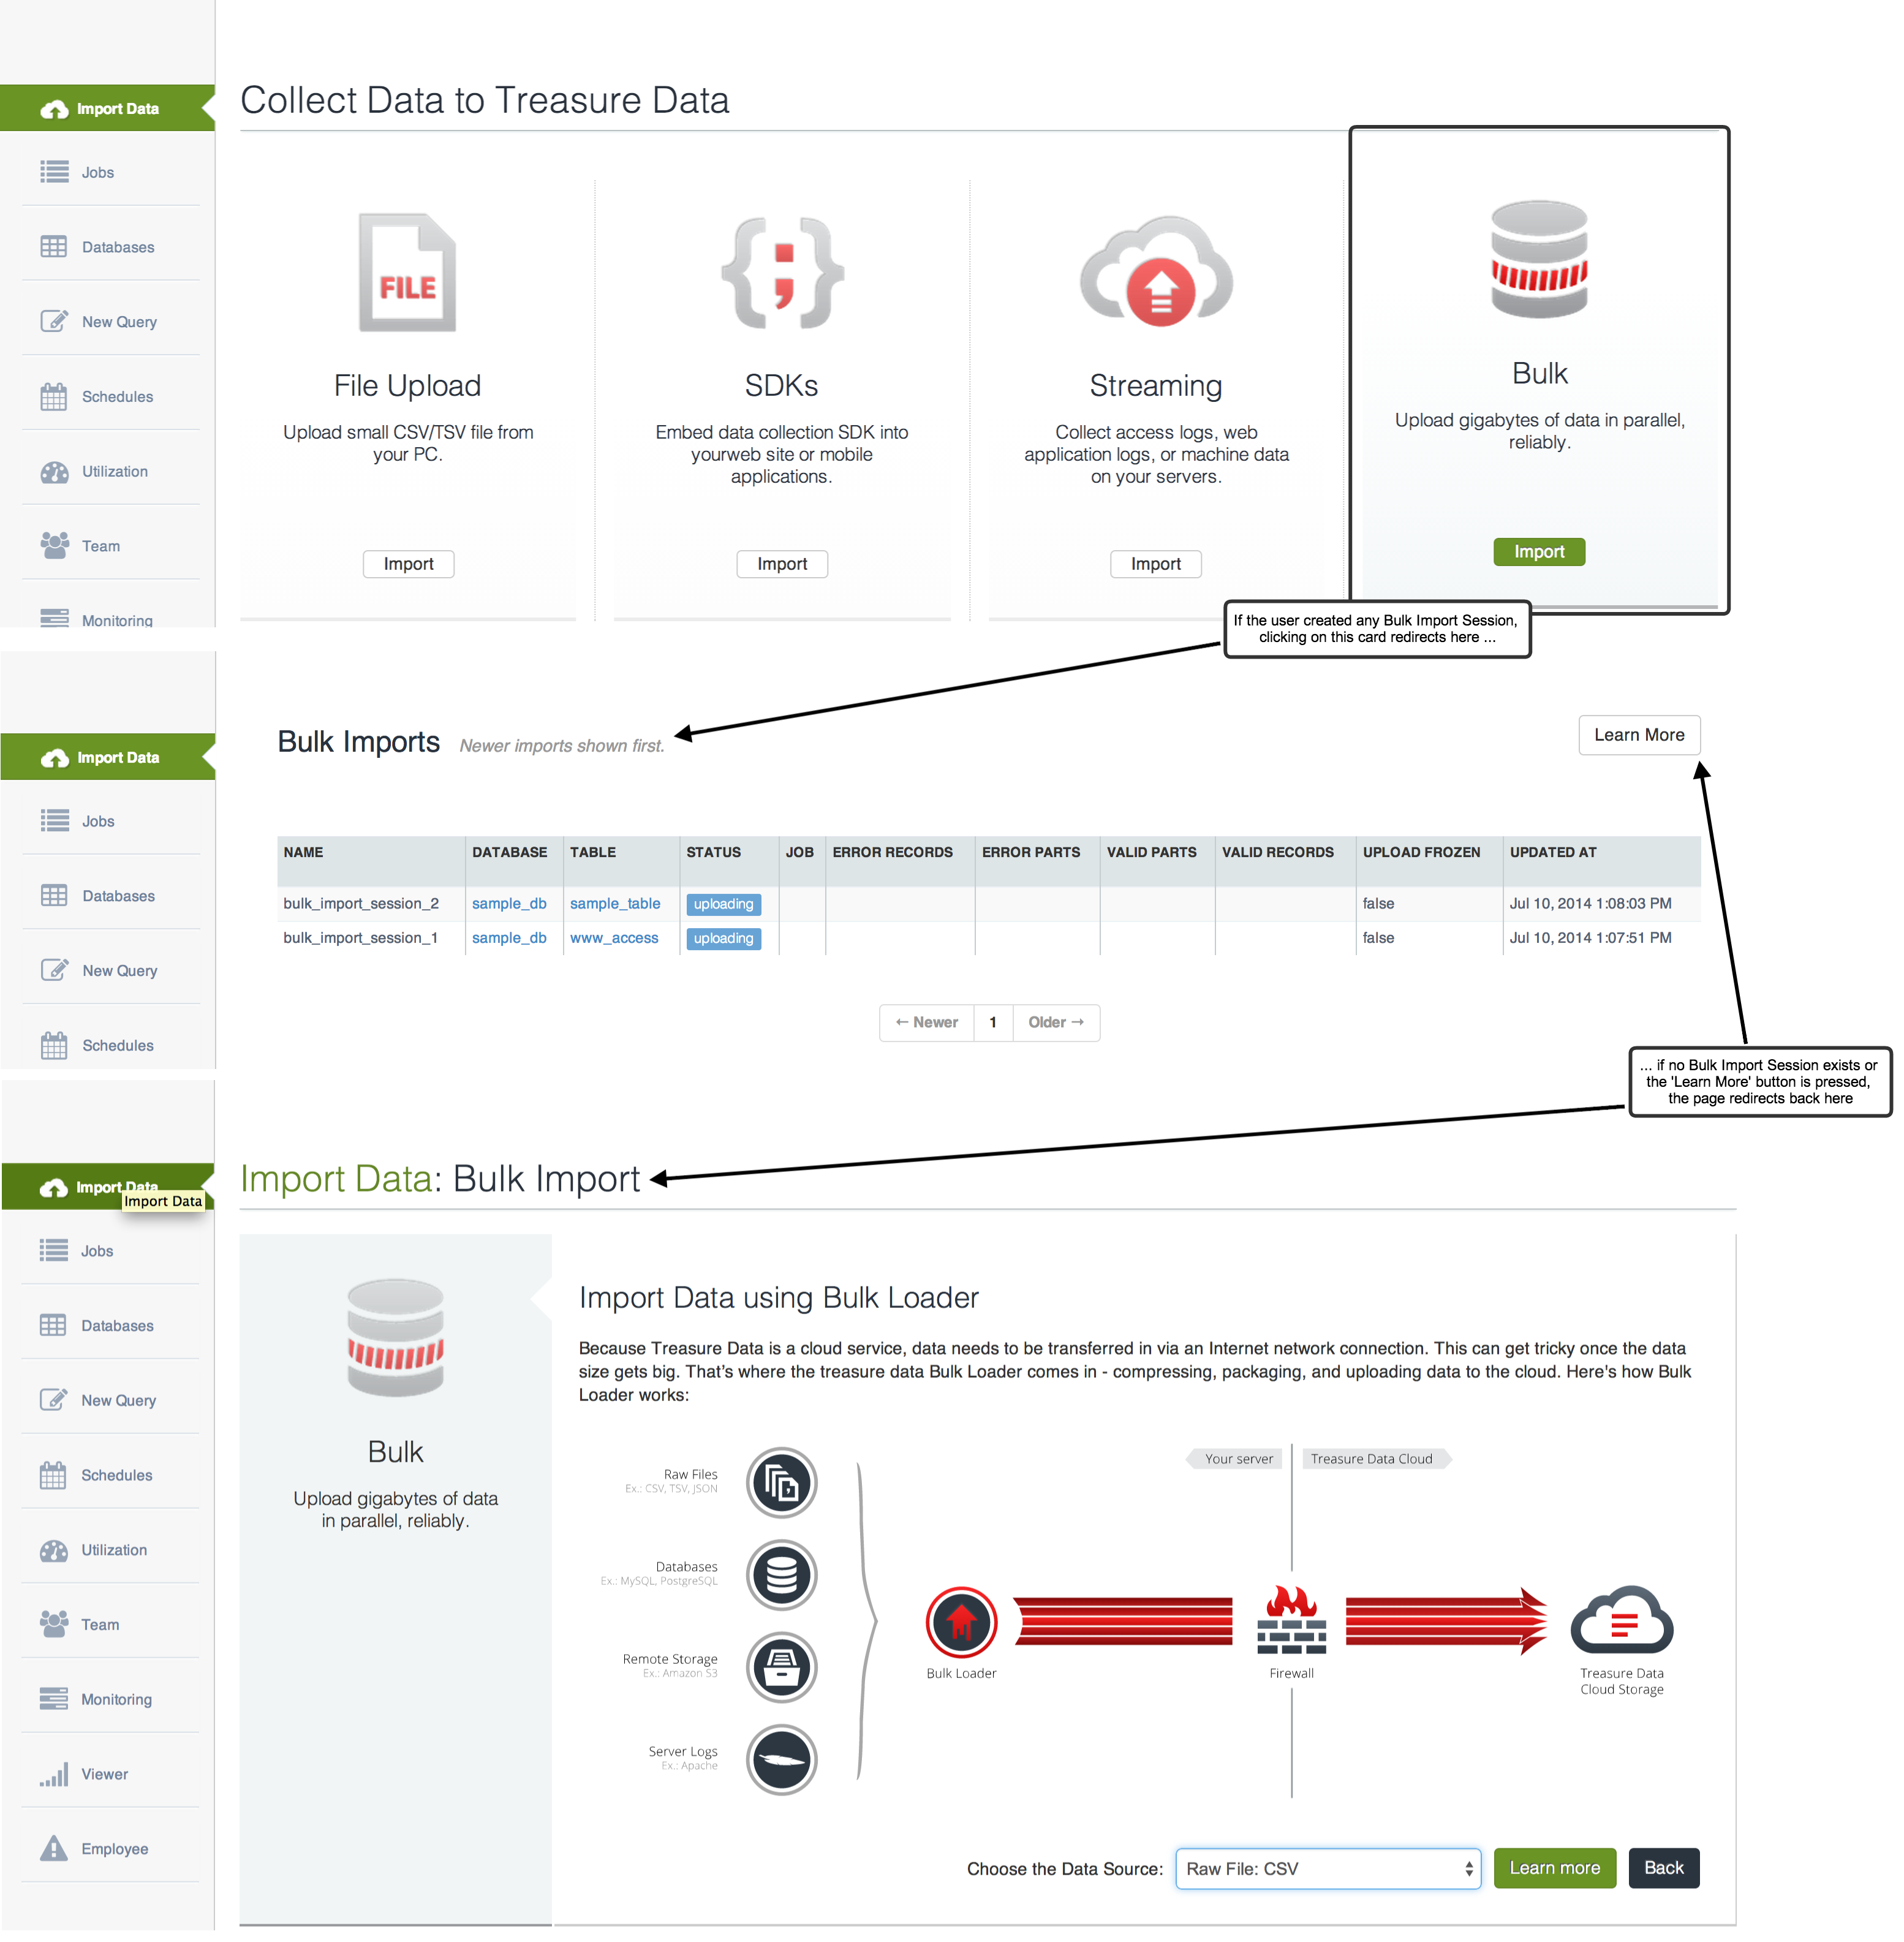 Import Data
Jobs
Databases
New Query
Schedules
Utilization
Team
Monitoring
Collect Data to Treasure Data
FILE
File Upload
Upload small CSV/TSV file from
your PC.
Import
SDKs
Embed data collection SDK into
yourweb site or mobile
applications.
Import
Streaming
Collect access logs, web
application logs, or machine data
on your servers.
Import
Bulk
Upload gigabytes of data in parallel,
reliably.
Import
If the user created any Bulk Import Session,
clicking on this card redirects here ...
Import Data
Jobs
Databases
New Query
Schedules
Bulk Imports Newer imports shown first.
Learn More
NAME DATABASE TABLE STATUS JOB ERROR RECORDS ERROR PARTS VALID PARTS VALID RECORDS UPLOAD FROZEN UPDATED AT
bulk_import_session_2 sample_db sample_table uploading false Jul 10, 2014 1:08:03 PM
bulk_import_session_1 sample_db www_access uploading false Jul 10, 2014 1:07:51 PM
← Newer 1 Older →
... if no Bulk Import Session exists or
the 'Learn More' button is pressed,
the page redirects back here
Import Data
Import Data
Jobs
Databases
New Query
Schedules
Utilization
Team
Monitoring
Viewer
Employee
Import Data: Bulk Import
Bulk
Upload gigabytes of data
in parallel, reliably.
Import Data using Bulk Loader
Because Treasure Data is a cloud service, data needs to be transferred in via an Internet network connection. This can get tricky once the data
size gets big. That's where the treasure data Bulk Loader comes in - compressing, packaging, and uploading data to the cloud. Here's how Bulk
Loader works:
Your server
Treasure Data Cloud
Raw Files
Ex.: CSV, TSV, JSON
Databases
Ex.: MySQL, PostgreSQL
Remote Storage
Ex.: Amazon S3
Server Logs
Ex.: Apache
Bulk Loader
Firewall
Treasure Data
Cloud Storage
Choose the Data Source: Raw File: CSV Learn more Back